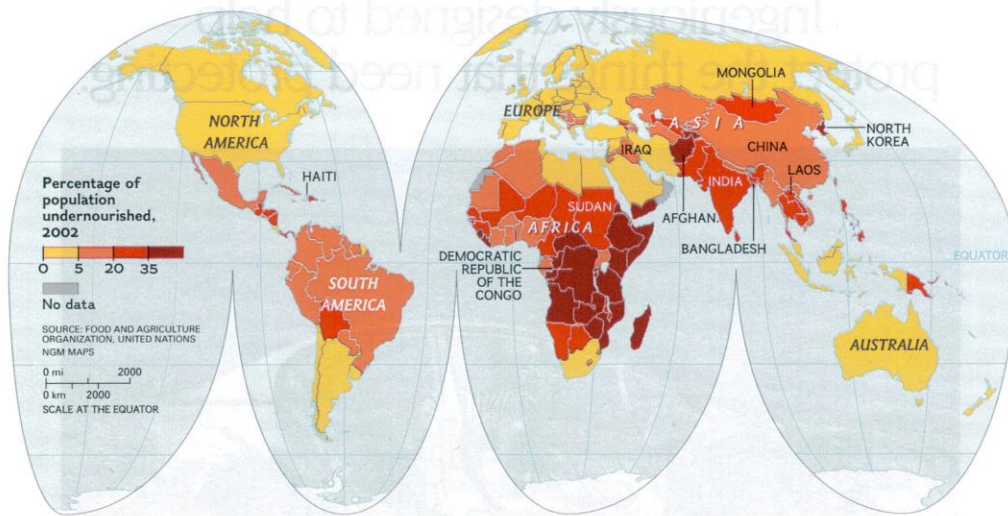 Ingeniously designed to help
protect the things that need protecting.
MONGOLIA
EUROPE
ASIA
NORTH
AMERICA
NORTH
KOREA
IRAQ
CHINA
Percentage of
population
undernourished,
2002
0 5 20 35
No data
HAITI
LAOS
INDIA
SUDAN
AFRICA
AFGHAN.
BANGLADESH
DEMOCRATIC
REPUBLIC
OF THE
CONGO
EQUATOR
SOUTH
AMERICA
SOURCE: FOOD AND AGRICULTURE
ORGANIZATION, UNITED NATIONS
NGM MAPS
0 mi 2000
0 km 2000
SCALE AT THE EQUATOR
AUSTRALIA